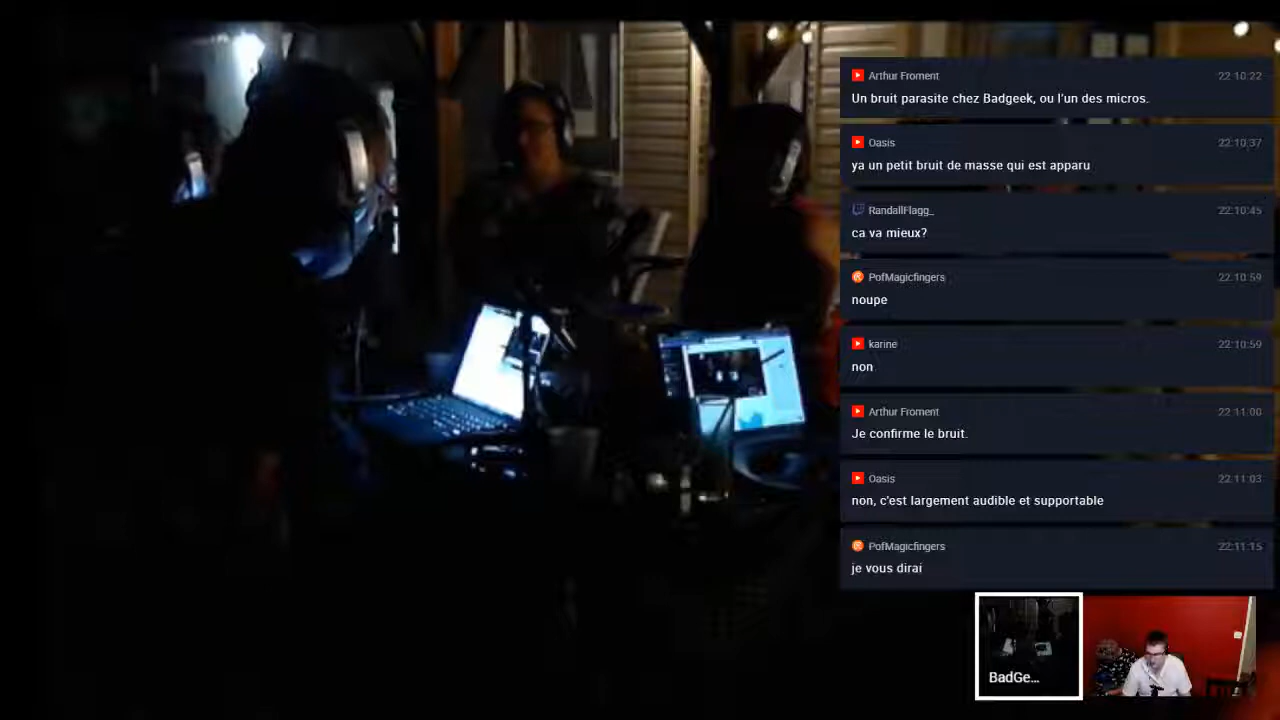 Arthur Froment 22:10:22
Un bruit parasite chez Badgeek, ou l'un des micros.
Oasis 22:10:37
ya un petit bruit de masse qui est apparu
RandallFlagg_ 22:10:45
ca va mieux?
PofMagicfingers 22:10:59
noupe
karine 22:10:59
non
Arthur Froment 22:11:00
Je confirme le bruit.
Oasis 22:11:03
non, c'est largement audible et supportable
PofMagicfingers 22:11:15
je vous dirai
BadGe...